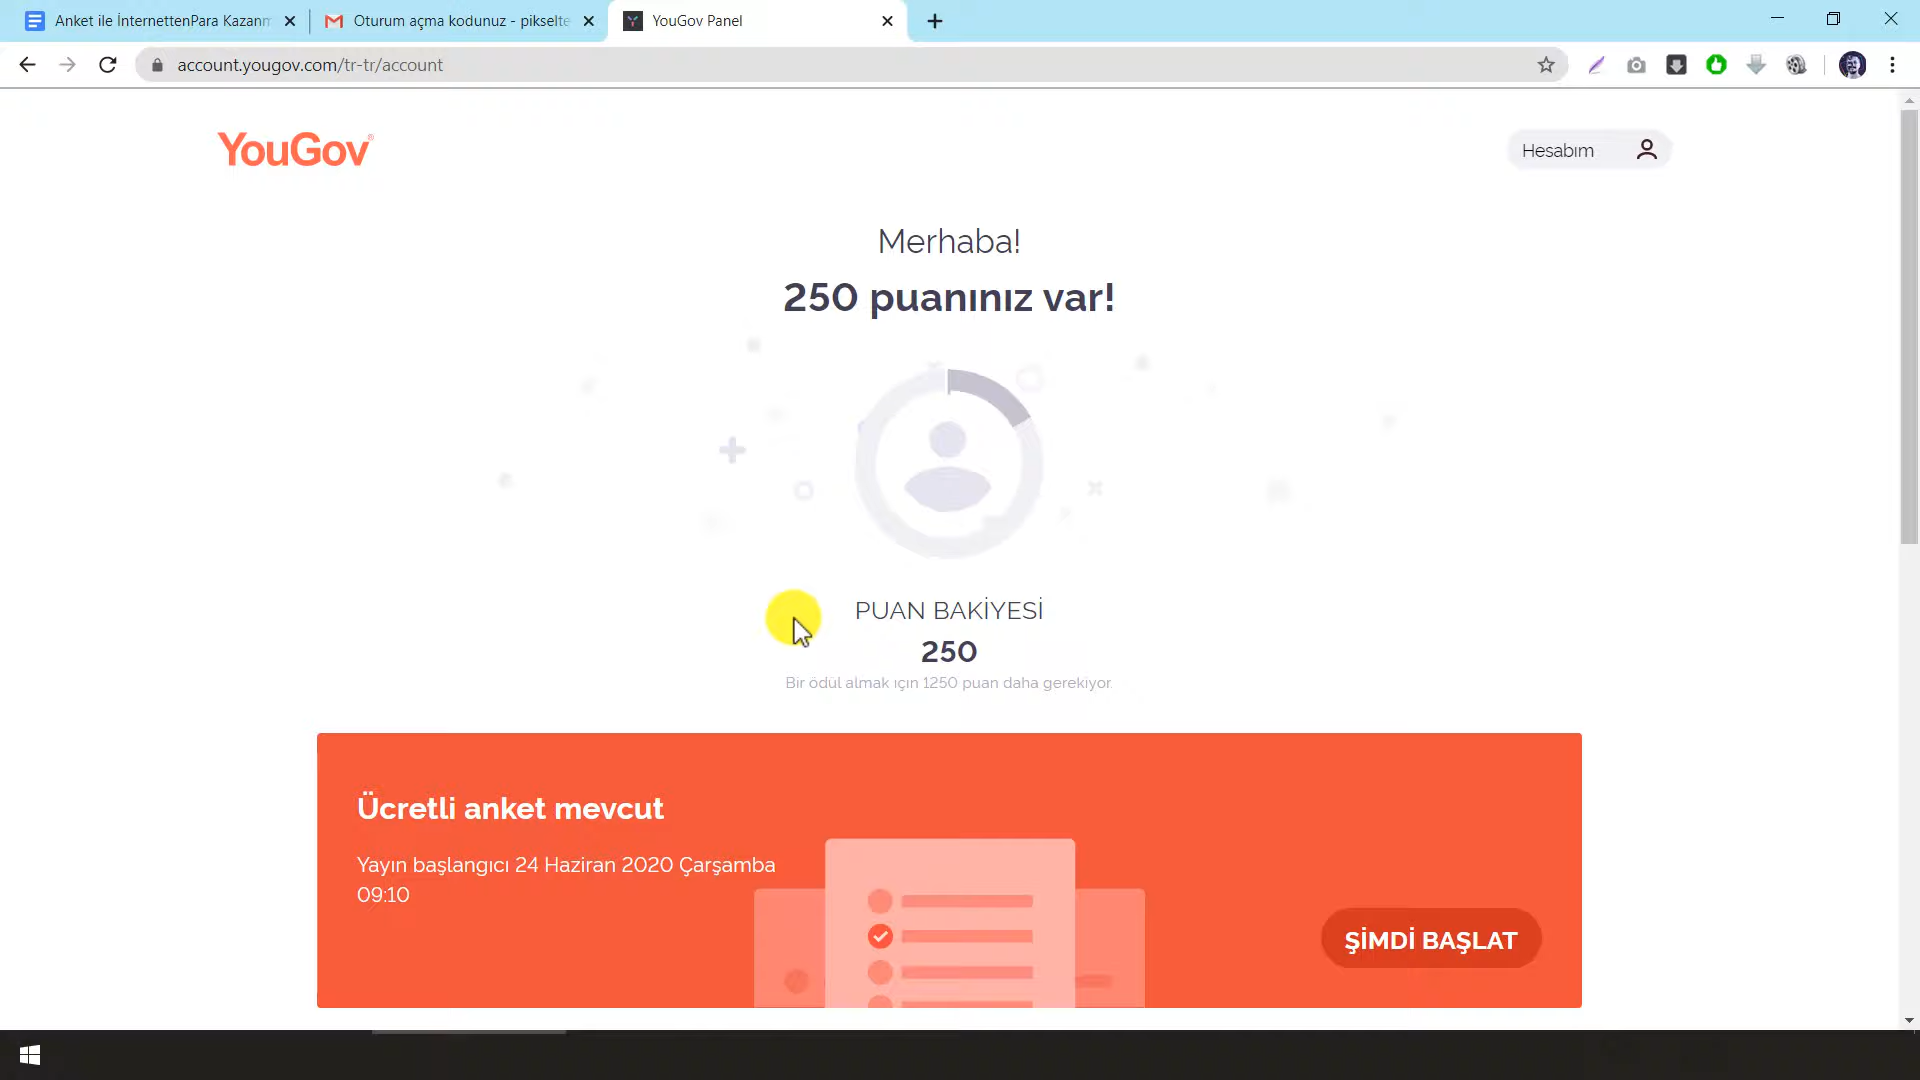 Anket ile İnternettenPara Kazanm
Oturum açma kodunuz - pikselte
YouGov Panel
account.yougov.com/tr-tr/account
YouGov
Hesabım
Merhaba!
250 puanınız var!
PUAN BAKİYESİ
250
Bir ödül almak için 1250 puan daha gerekiyor.
Ücretli anket mevcut
Yayın başlangıcı 24 Haziran 2020 Çarşamba
09:10
ŞİMDİ BAŞLAT